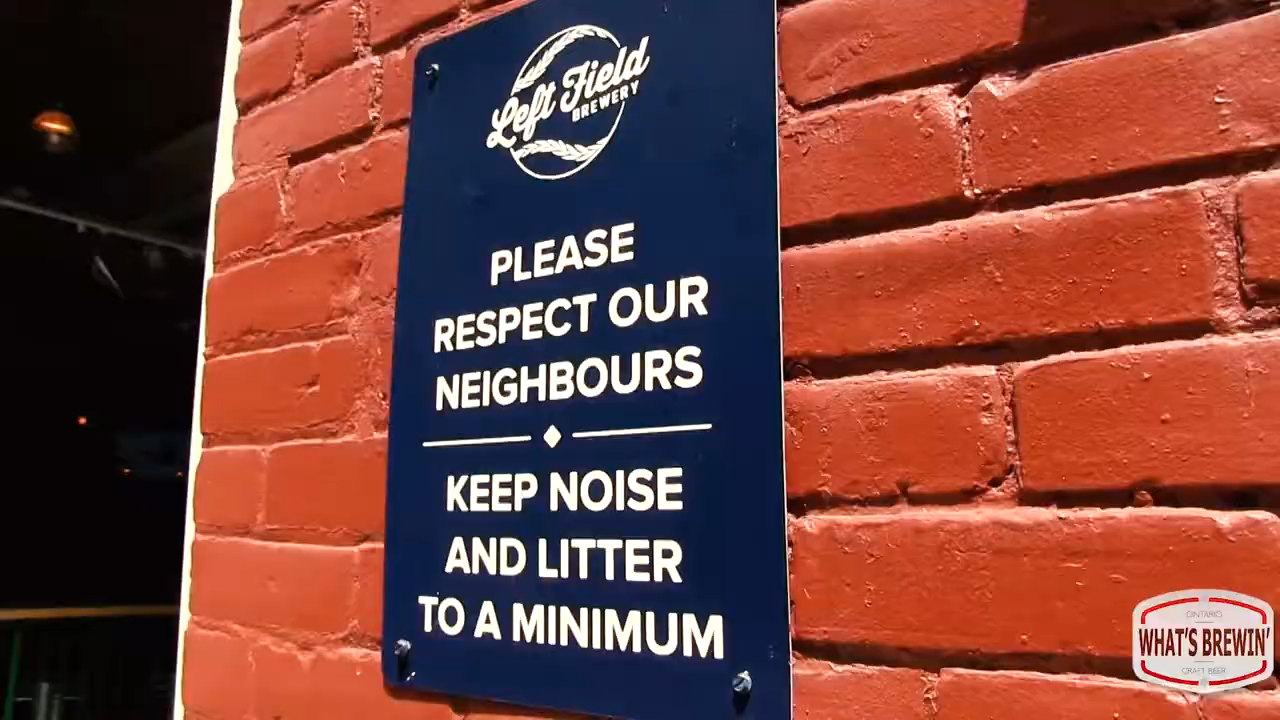 Left Field
BREWERY
PLEASE
RESPECT OUR
NEIGHBOURS
KEEP NOISE
AND LITTER
TO A MINIMUM
ONTARIO
WHAT'S BREWIN'
CRAFT BEER